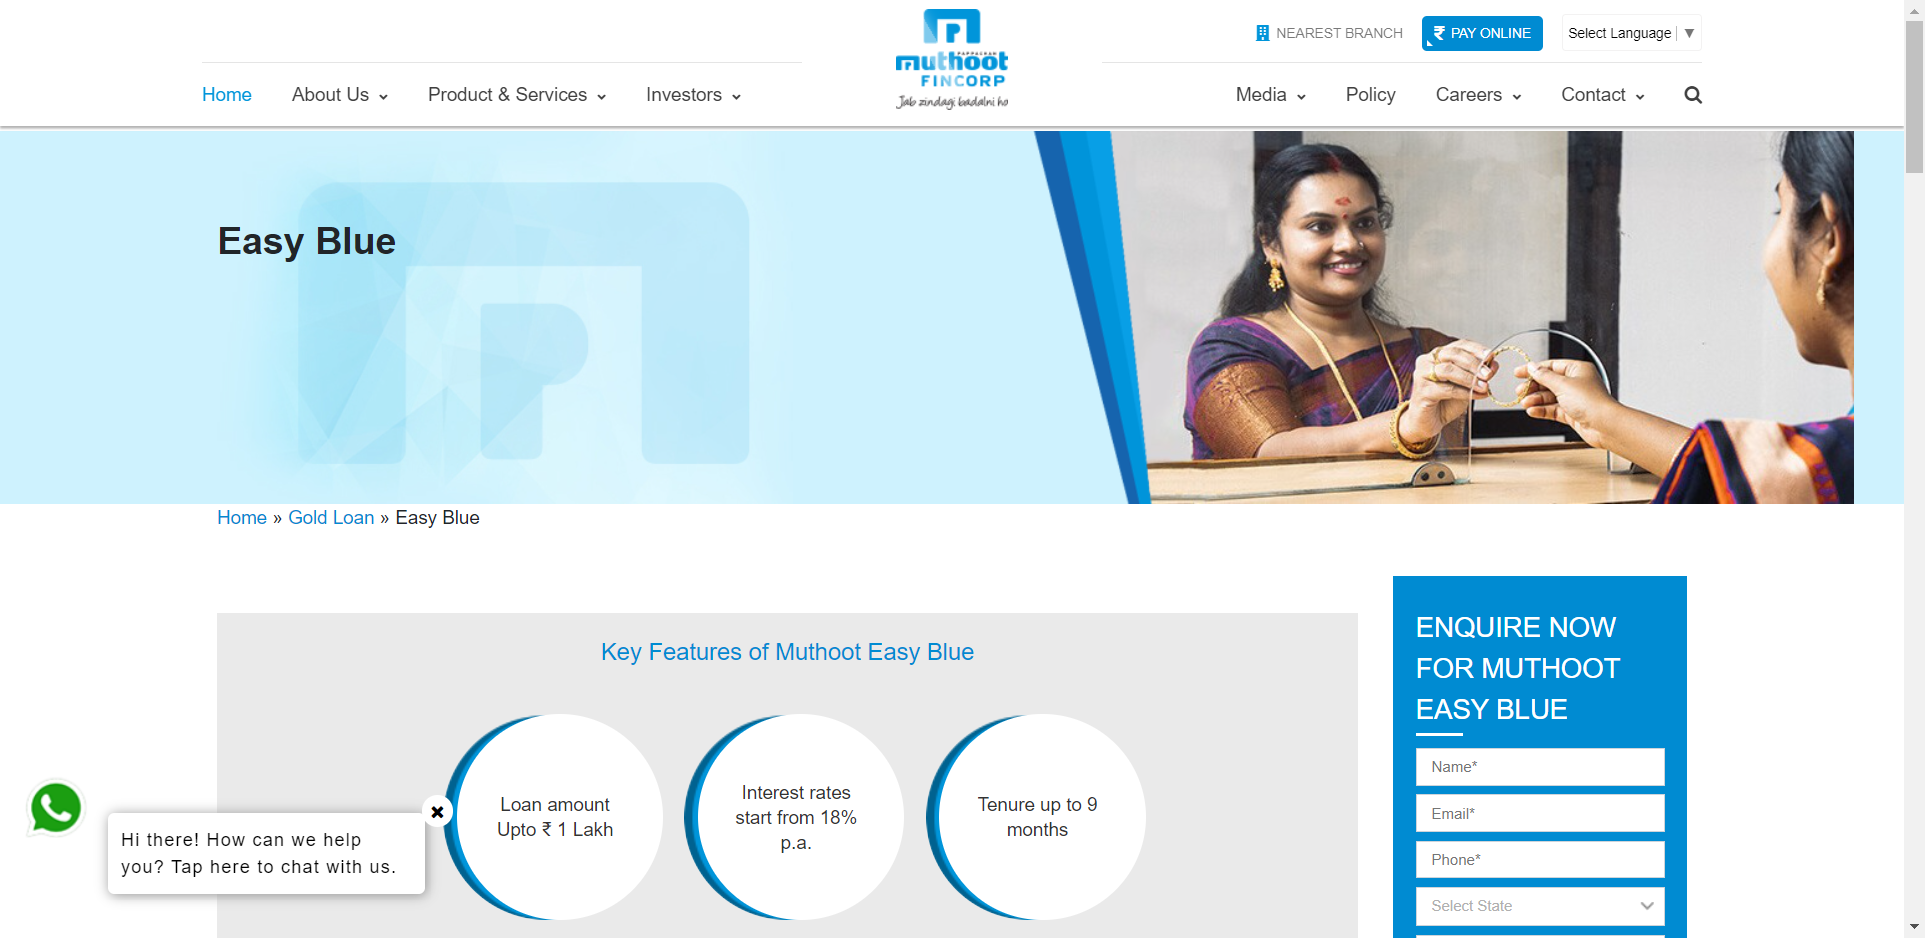 NEAREST BRANCH
₹ PAY ONLINE
Select Language ▼
PAPPACHAN
muthoot
FINCORP
Jab zindagi badalni ho
Home
About Us
Product & Services
Investors
Media
Policy
Careers
Contact
Easy Blue
Home » Gold Loan » Easy Blue
Key Features of Muthoot Easy Blue
Loan amount
Upto ₹ 1 Lakh
Interest rates
start from 18%
p.a.
Tenure up to 9
months
ENQUIRE NOW
FOR MUTHOOT
EASY BLUE
Name*
Email*
Phone*
Select State
Hi there! How can we help
you? Tap here to chat with us.